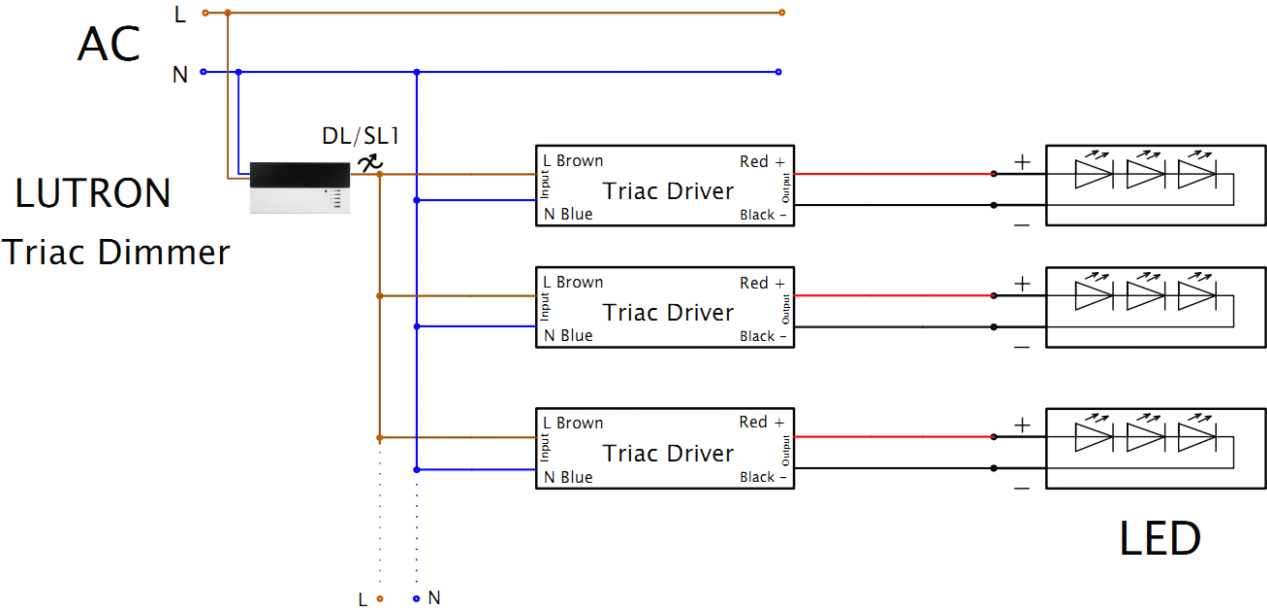 L
AC
N
DL/SL1
LUTRON
Triac Dimmer
L Brown
Red +
Input
Triac Driver
Output
N Blue
Black -
+
−
L Brown
Red +
Input
Triac Driver
Output
N Blue
Black -
+
−
L Brown
Red +
Input
Triac Driver
Output
N Blue
Black -
+
−
LED
L
N